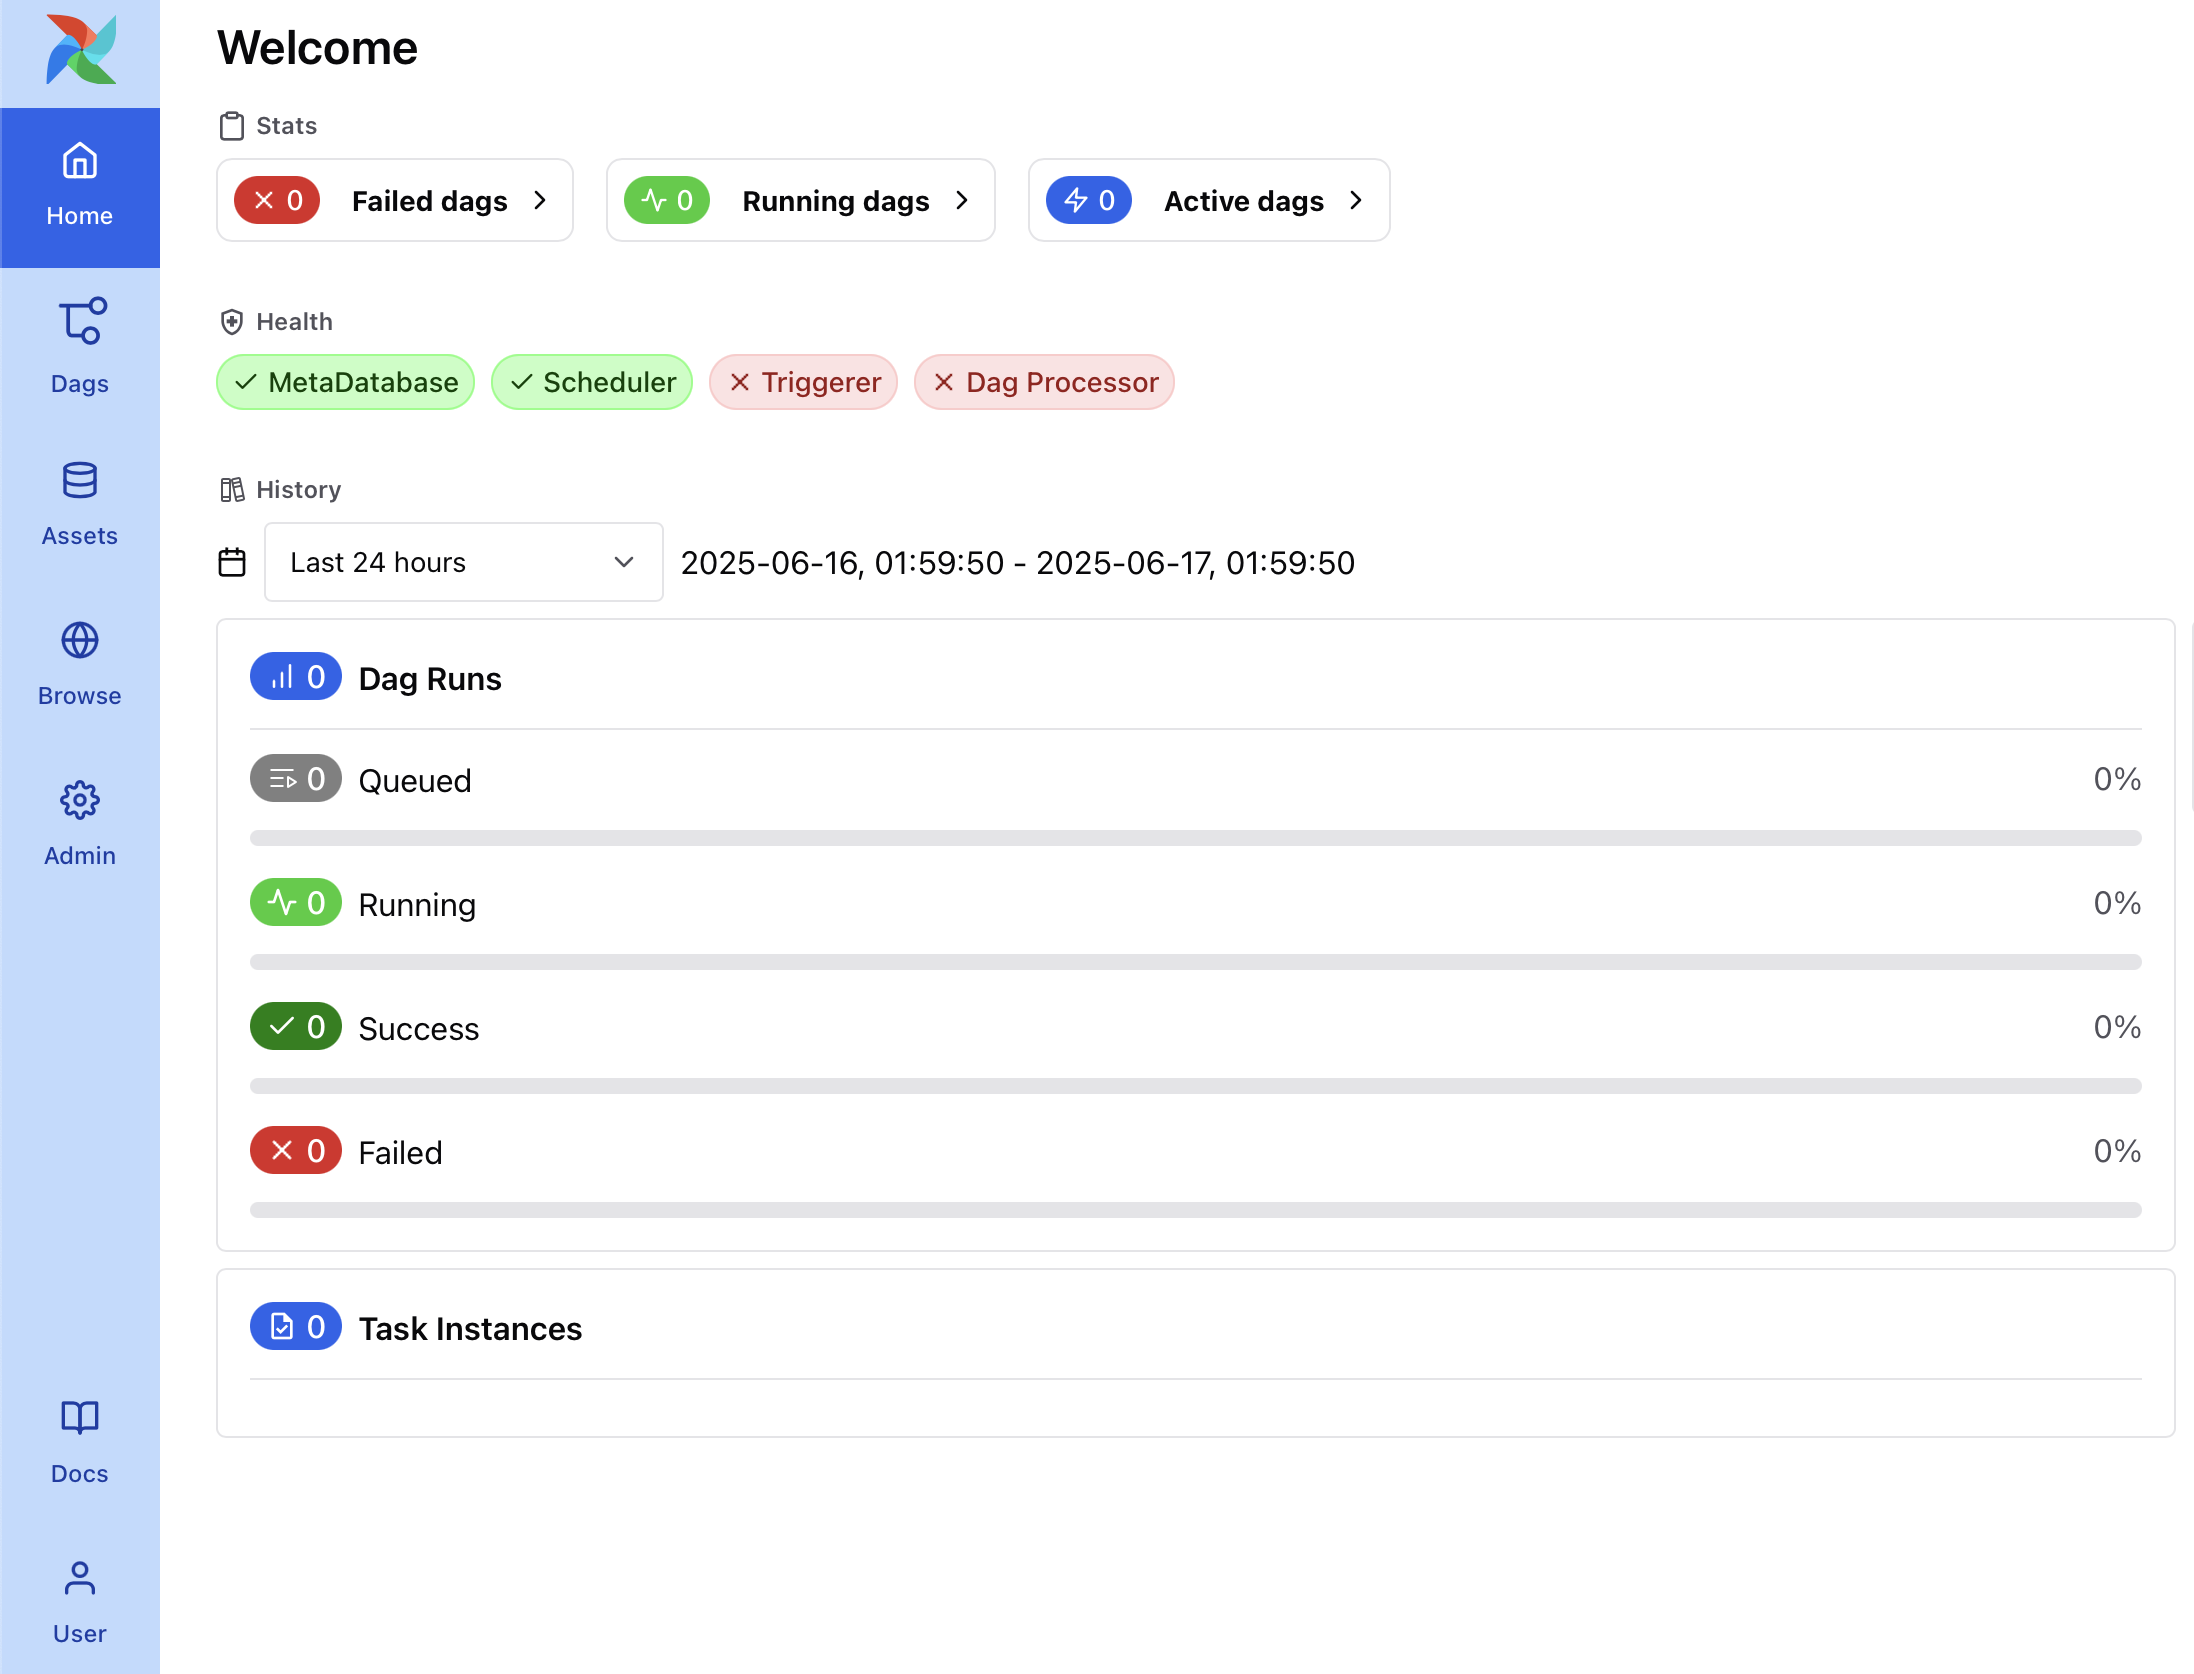 Welcome
Stats
0 Failed dags
0 Running dags
0 Active dags
Health
MetaDatabase
Scheduler
Triggerer
Dag Processor
History
Last 24 hours
2025-06-16, 01:59:50 - 2025-06-17, 01:59:50
0 Dag Runs
0 Queued 0%
0 Running 0%
0 Success 0%
0 Failed 0%
0 Task Instances
Home
Dags
Assets
Browse
Admin
Docs
User